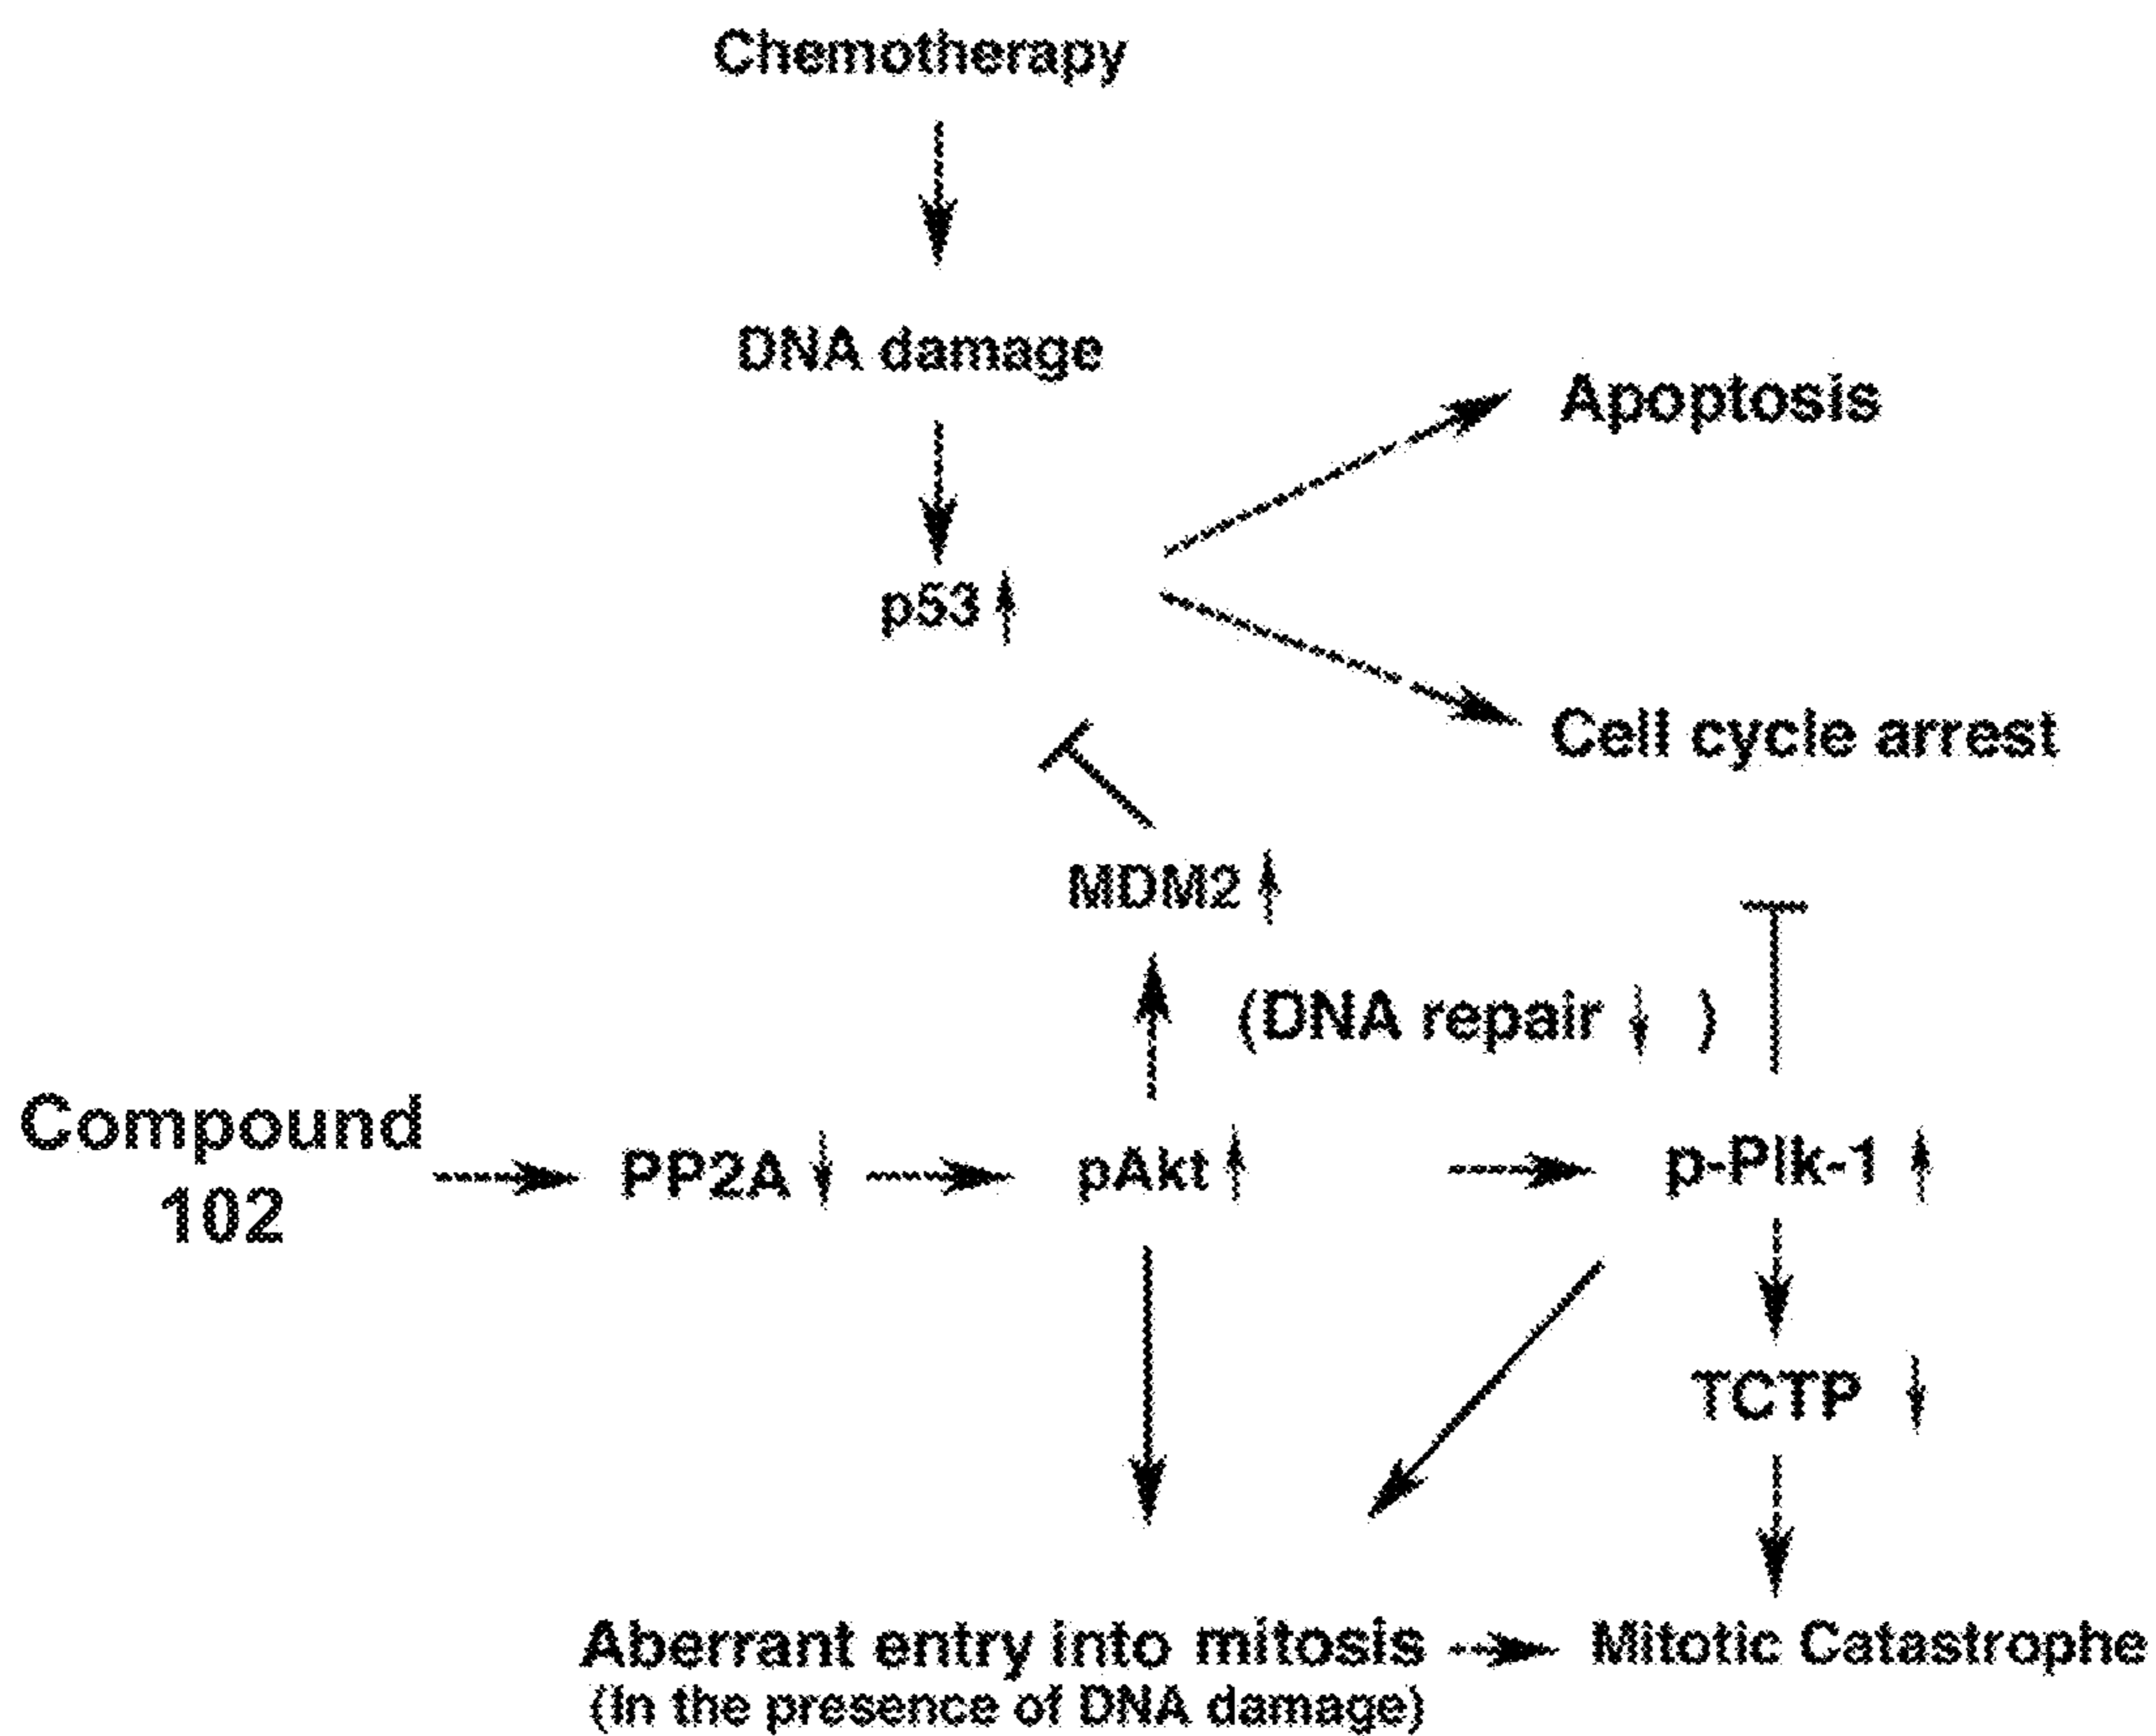 Chemotherapy
DNA damage
Apoptosis
p53
Cell cycle arrest
MDM2
(DNA repair )
Compound
102
PP2A
pAkt
p-Plk-1
TCTP
Aberrant entry into mitosis
Mitotic Catastrophe
(In the presence of DNA damage)